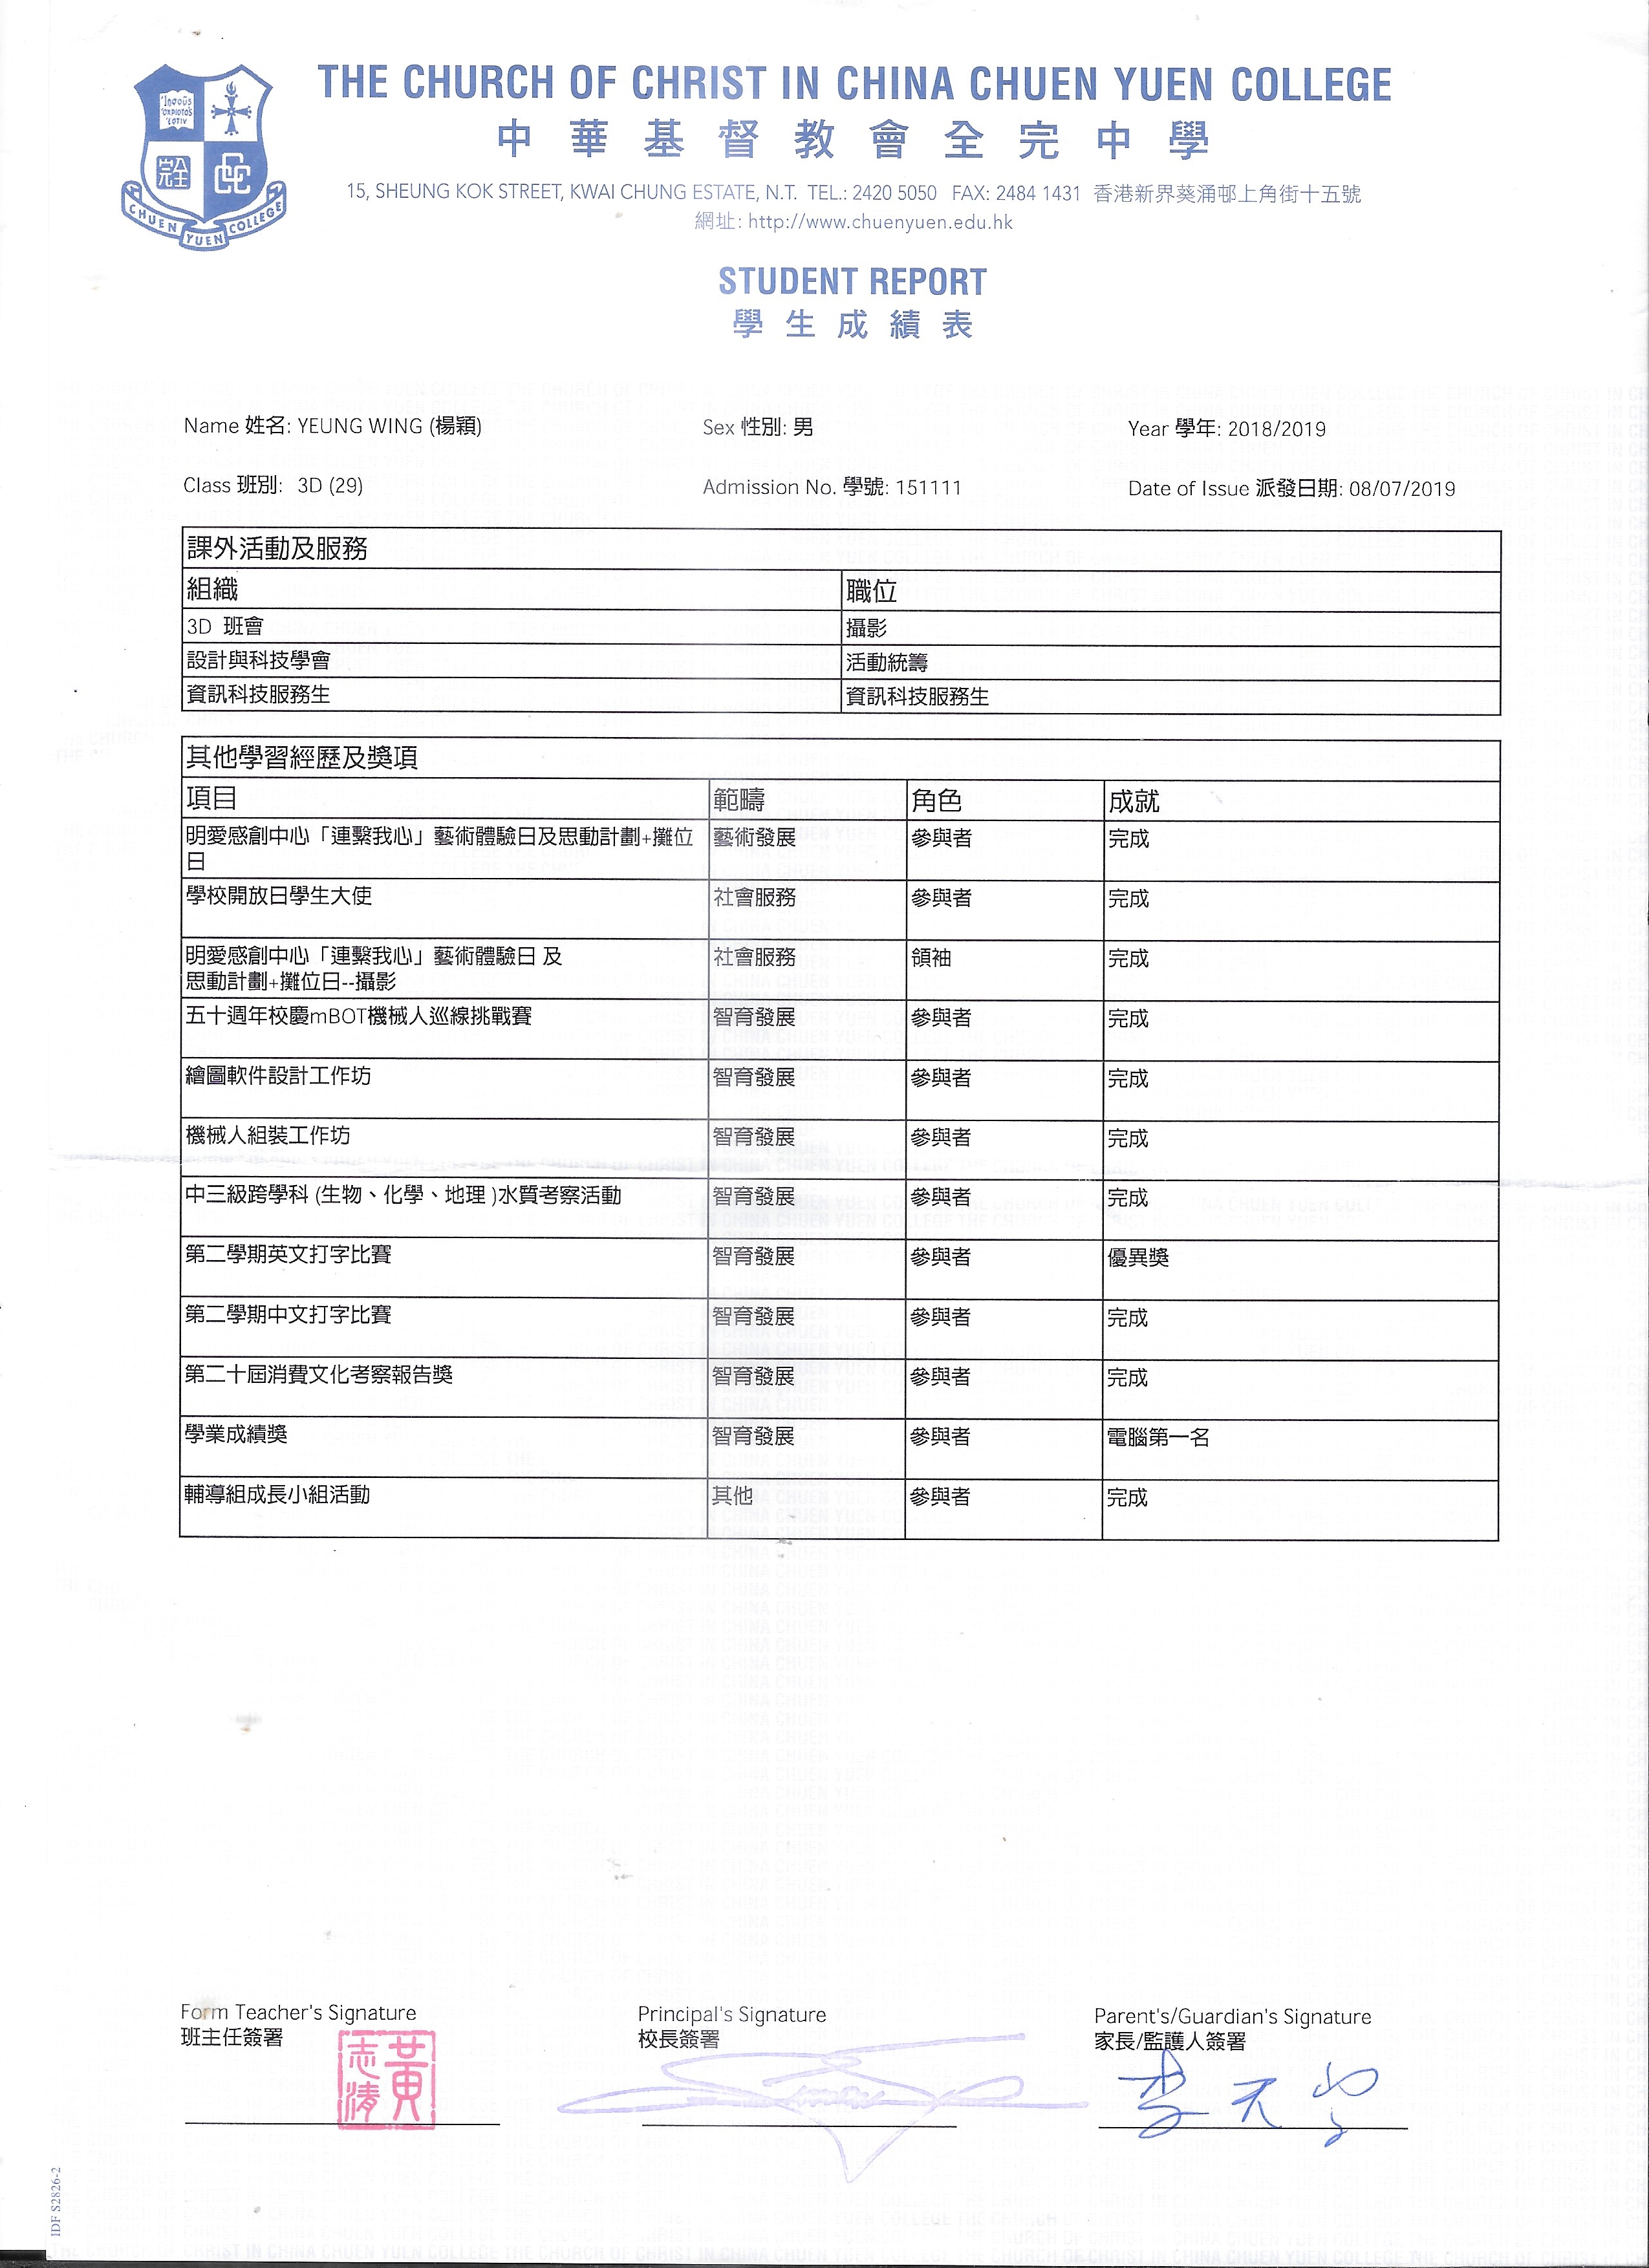 THE CHURCH OF CHRIST IN CHINA CHUEN YUEN COLLEGE
中華基督教會全完中學
15, SHEUNG KOK STREET, KWAI CHUNG ESTATE, N.T. TEL.: 2420 5050 FAX: 2484 1431 香港新界葵涌邨上角街十五號
網址: http://www.chuenyuen.edu.hk
CHUEN YUEN COLLEGE
STUDENT REPORT
學生成績表
Name 姓名: YEUNG WING (楊穎) Sex 性別: 男 Year 學年: 2018/2019
Class 班別: 3D (29) Admission No. 學號: 151111 Date of Issue 派發日期: 08/07/2019
課外活動及服務
組織 職位
3D 班會 攝影
設計與科技學會 活動統籌
資訊科技服務生 資訊科技服務生
其他學習經歷及獎項
項目 範疇 角色 成就
明愛感創中心「連繫我心」藝術體驗日及思動計劃+攤位 藝術發展 參與者 完成
日
學校開放日學生大使 社會服務 參與者 完成
明愛感創中心「連繫我心」藝術體驗日 及 社會服務 領袖 完成
思動計劃+攤位日--攝影
五十週年校慶mBOT機械人巡線挑戰賽 智育發展 參與者 完成
繪圖軟件設計工作坊 智育發展 參與者 完成
機械人組裝工作坊 智育發展 參與者 完成
中三級跨學科 (生物、化學、地理 )水質考察活動 智育發展 參與者 完成
第二學期英文打字比賽 智育發展 參與者 優異獎
第二學期中文打字比賽 智育發展 參與者 完成
第二十屆消費文化考察報告獎 智育發展 參與者 完成
學業成績獎 智育發展 參與者 電腦第一名
輔導組成長小組活動 其他 參與者 完成
Form Teacher's Signature Principal's Signature Parent's/Guardian's Signature
班主任簽署 校長簽署 家長/監護人簽署
黃志清
IDF S2826-2